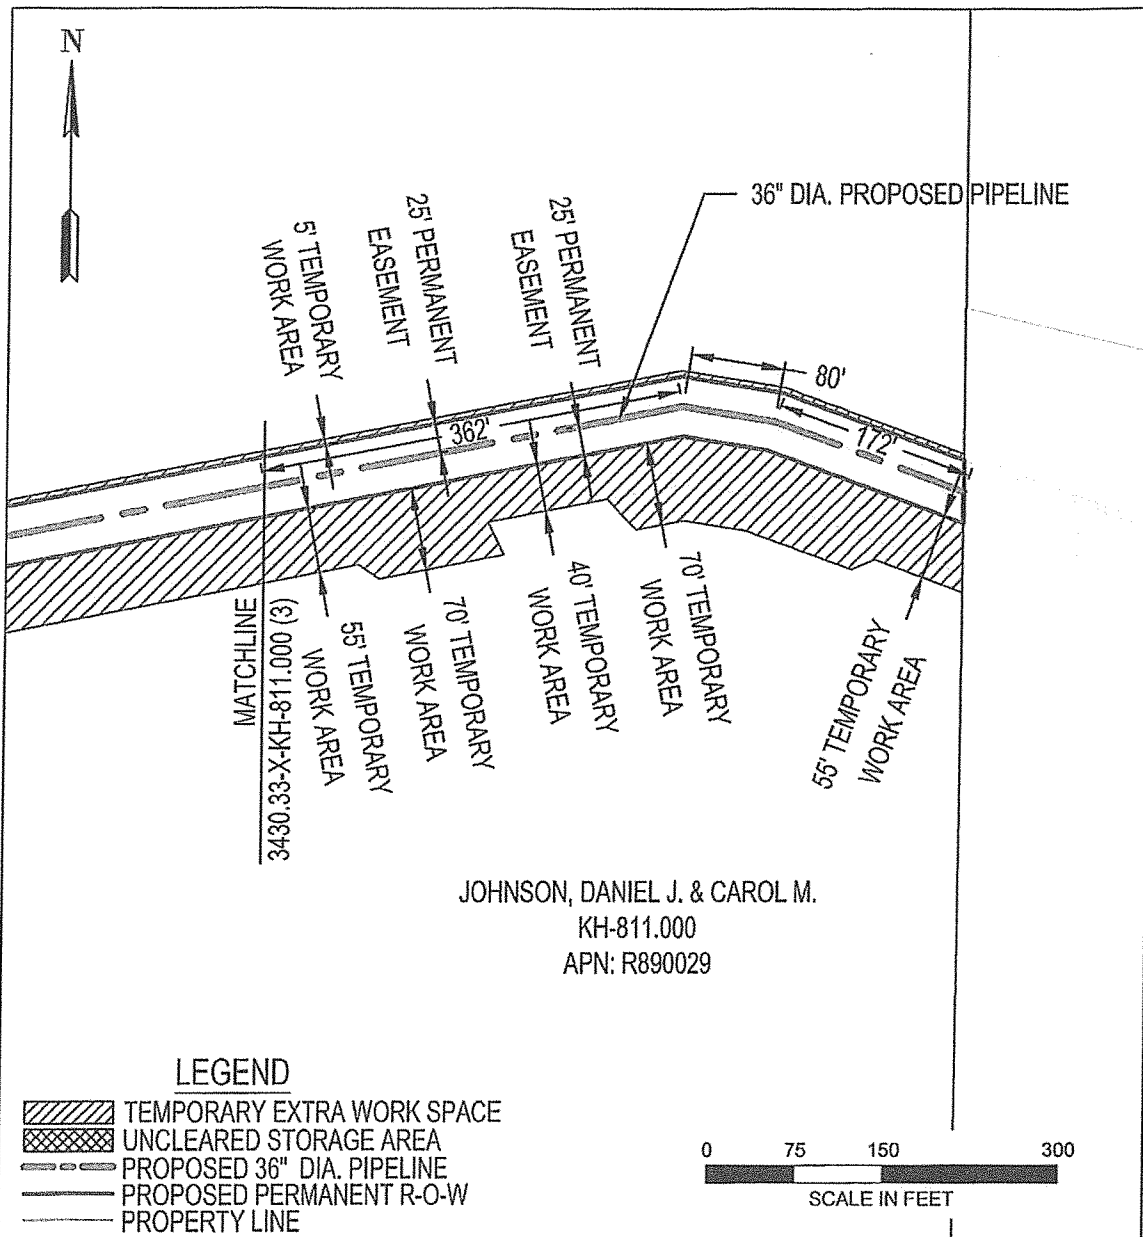 N
36" DIA. PROPOSED PIPELINE
5' TEMPORARY
WORK AREA
25' PERMANENT
EASEMENT
25' PERMANENT
EASEMENT
80'
362'
172'
MATCHLINE
3430.33-X-KH-811.000 (3)
55' TEMPORARY
WORK AREA
70' TEMPORARY
WORK AREA
40' TEMPORARY
WORK AREA
70' TEMPORARY
WORK AREA
55' TEMPORARY
WORK AREA
JOHNSON, DANIEL J. & CAROL M.
KH-811.000
APN: R890029
LEGEND
TEMPORARY EXTRA WORK SPACE
UNCLEARED STORAGE AREA
PROPOSED 36" DIA. PIPELINE
PROPOSED PERMANENT R-O-W
PROPERTY LINE
0 75 150 300
SCALE IN FEET